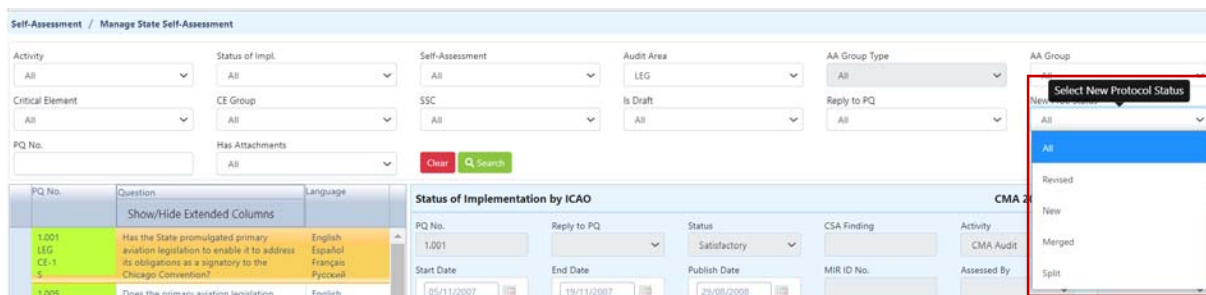 Self-Assessment / Manage State Self-Assessment
Activity Status of Impl. Self-Assessment Audit Area AA Group Type AA Group
All All All LEG All
Select New Protocol Status
Critical Element CE Group SSC Is Draft Reply to PQ
All All All All All All
PQ No. Has Attachments
All Clear Search
All
Revised
New
Merged
Split
PQ No. Question Language
Show/Hide Extended Columns
Status of Implementation by ICAO CMA
PQ No. Reply to PQ Status CSA Finding Activity
1.001 Satisfactory CMA Audit
Start Date End Date Publish Date MIR ID No. Assessed By
05/11/2007 19/11/2007 29/08/2008
1.001 Has the State promulgated primary English
LEG aviation legislation to enable it to address Español
CE-1 its obligations as a signatory to the Français
S Chicago Convention? Русский
1.005 Does the primary aviation legislation English